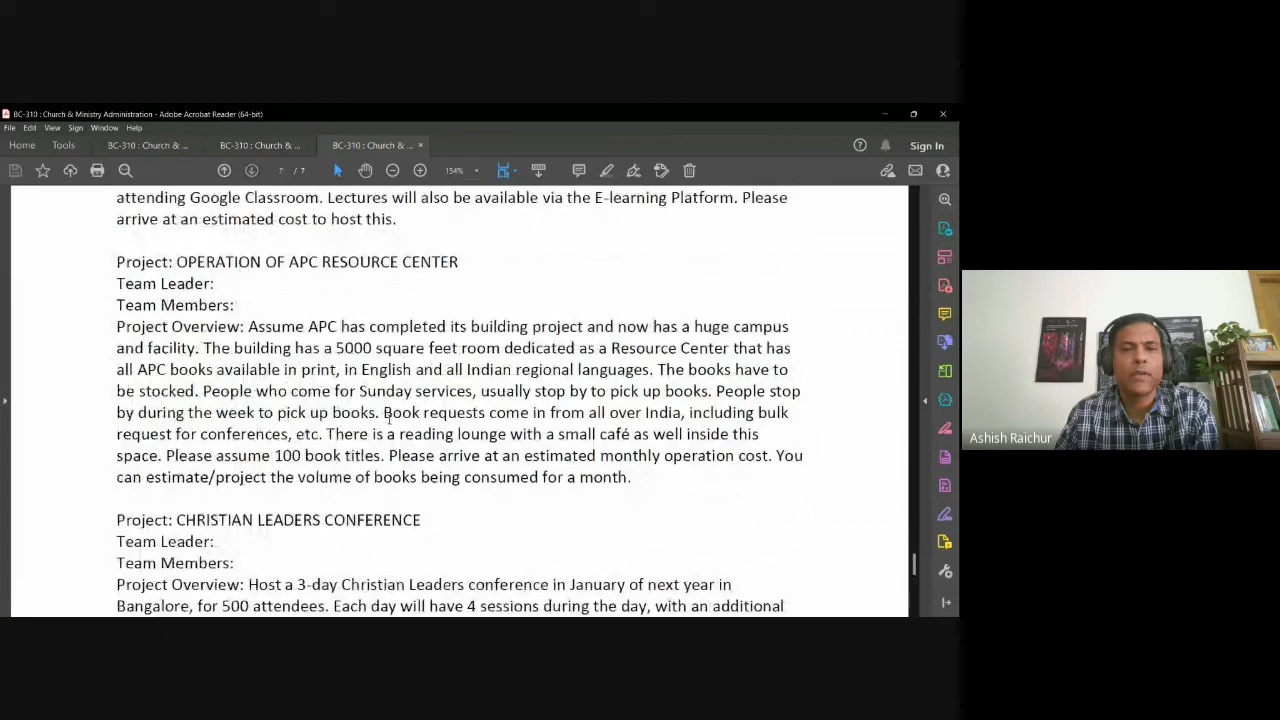 BC-310 : Church & Ministry Administration - Adobe Acrobat Reader (64-bit)
File Edit View Sign Window Help
Home Tools BC-310 : Church & ... BC-310 : Church & ... BC-310 : Church & ... × Sign In
7 / 7 154%
attending Google Classroom. Lectures will also be available via the E-learning Platform. Please
arrive at an estimated cost to host this.
Project: OPERATION OF APC RESOURCE CENTER
Team Leader:
Team Members:
Project Overview: Assume APC has completed its building project and now has a huge campus
and facility. The building has a 5000 square feet room dedicated as a Resource Center that has
all APC books available in print, in English and all Indian regional languages. The books have to
be stocked. People who come for Sunday services, usually stop by to pick up books. People stop
by during the week to pick up books. Book requests come in from all over India, including bulk
request for conferences, etc. There is a reading lounge with a small café as well inside this
space. Please assume 100 book titles. Please arrive at an estimated monthly operation cost. You
can estimate/project the volume of books being consumed for a month.
Project: CHRISTIAN LEADERS CONFERENCE
Team Leader:
Team Members:
Project Overview: Host a 3-day Christian Leaders conference in January of next year in
Bangalore, for 500 attendees. Each day will have 4 sessions during the day, with an additional
Ashish Raichur